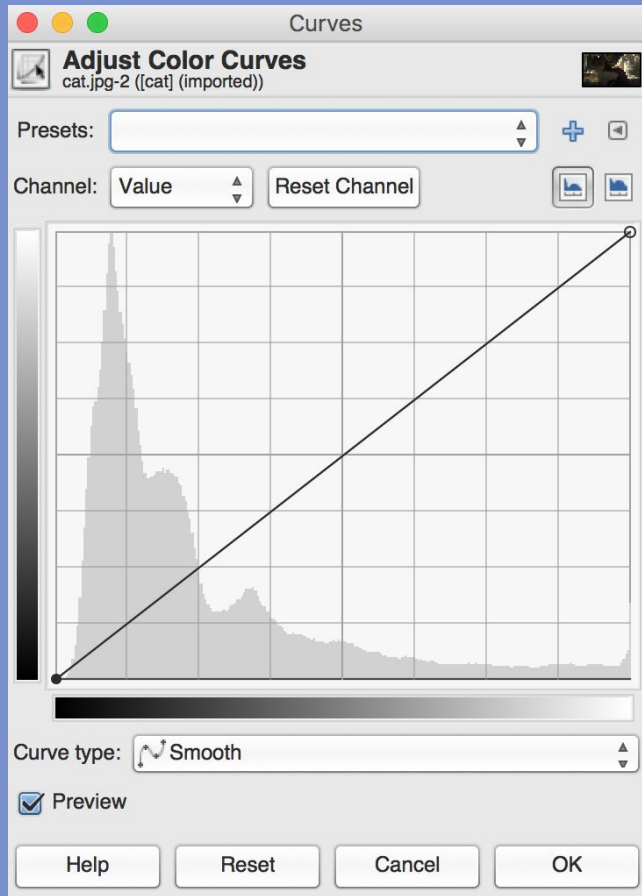 Curves
Adjust Color Curves
cat.jpg-2 ([cat] (imported))
Presets:
Channel: Value Reset Channel
Curve type: Smooth
Preview
Help Reset Cancel OK